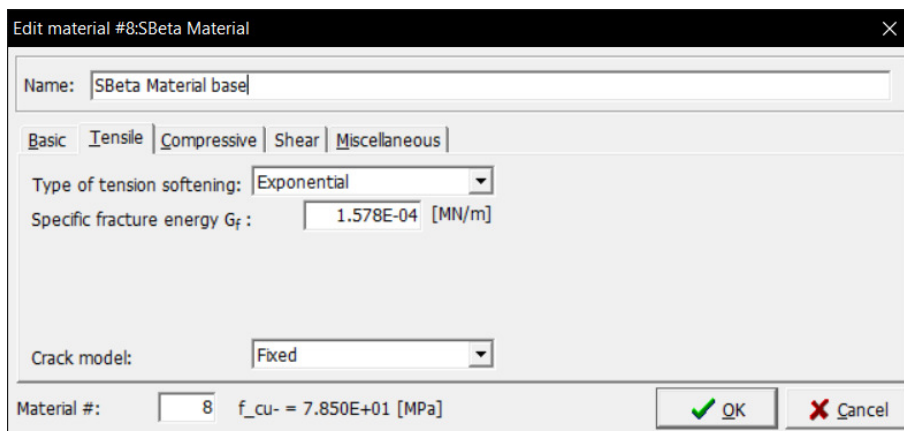 Edit material #8:SBeta Material
Name: SBeta Material base
Basic Tensile Compressive Shear Miscellaneous
Type of tension softening: Exponential
Specific fracture energy Gf : 1.578E-04 [MN/m]
Crack model: Fixed
Material #: 8 f_cu- = 7.850E+01 [MPa] OK Cancel